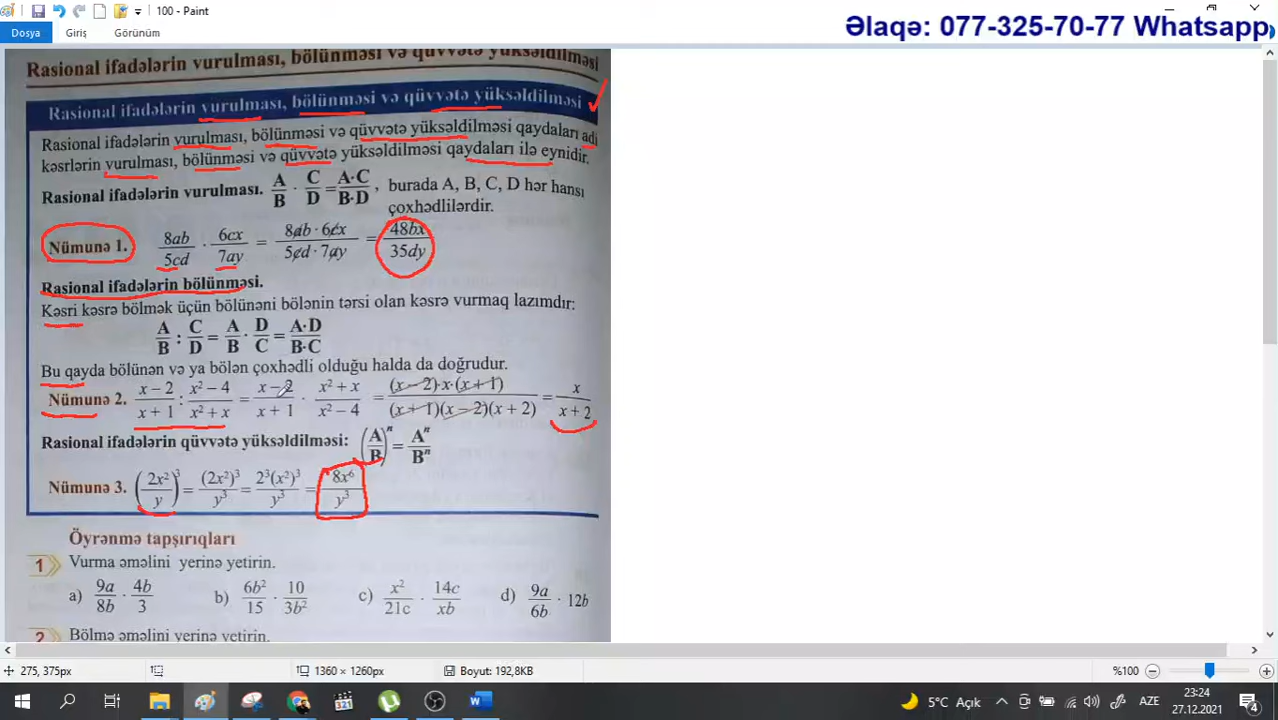 100 - Paint
Əlaqə: 077-325-70-77 Whatsapp
Dosya Giriş Görünüm
Rasional ifadələrin vurulması, bölünməsi və qüvvətə yüksəldilməsi
Rasional ifadələrin vurulması, bölünməsi və qüvvətə yüksəldilməsi
Rasional ifadələrin vurulması, bölünməsi və qüvvətə yüksəldilməsi qaydaları adi
kəsrlərin vurulması, bölünməsi və qüvvətə yüksəldilməsi qaydaları ilə eynidir.
Rasional ifadələrin vurulması. A/B · C/D = A·C/B·D, burada A, B, C, D hər hansı
çoxhədlilərdir.
Nümunə 1. 8ab/5cd · 6cx/7ay = 8ab · 6cx/5cd · 7ay = 48bx/35dy
Rasional ifadələrin bölünməsi.
Kəsri kəsrə bölmək üçün bölünəni bölənin tərsi olan kəsrə vurmaq lazımdır:
A/B : C/D = A/B · D/C = A·D/B·C
Bu qayda bölünən və ya bölən çoxhədli olduğu halda da doğrudur.
Nümunə 2. x – 2/x + 1 : x² – 4/x² + x = x – 2/x + 1 · x² + x/x² – 4 = (x – 2)·x·(x + 1)/(x + 1)(x – 2)(x + 2) = x/x + 2
Rasional ifadələrin qüvvətə yüksəldilməsi: (A/B)ⁿ = Aⁿ/Bⁿ
Nümunə 3. (2x²/y)³ = (2x²)³/y³ = 2³(x²)³/y³ = 8x⁶/y³
Öyrənmə tapşırıqları
1 Vurma əməlini yerinə yetirin.
a) 9a/8b · 4b/3 b) 6b²/15 · 10/3b² c) x²/21c · 14c/xb d) 9a/6b · 12b
2 Bölmə əməlini yerinə yetirin.
275, 375px 1360 × 1260px Boyut: 192,8KB %100
5°C Açık AZE 23:24
27.12.2021
4